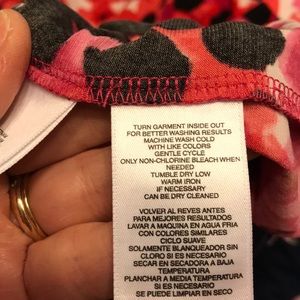 TURN GARMENT INSIDE OUT
FOR BETTER WASHING RESULTS
MACHINE WASH COLD
WITH LIKE COLORS
GENTLE CYCLE
ONLY NON-CHLORINE BLEACH WHEN
NEEDED
TUMBLE DRY LOW
WARM IRON
IF NECESSARY
CAN BE DRY CLEANED
VOLVER AL REVES ANTES
PARA MEJORES RESULTADOS
LAVAR A MAQUINA EN AGUA FRIA
CON COLORES SIMILARES
CICLO SUAVE
SOLAMENTE BLANQUEADOR SIN
CLORO SI ES NECESARIO
SECAR EN SECADORA A BAJA
TEMPERATURA
PLANCHAR A MEDIA TEMPERATURA
SI ES NECESARIO
SE PUEDE LIMPIAR EN SECO